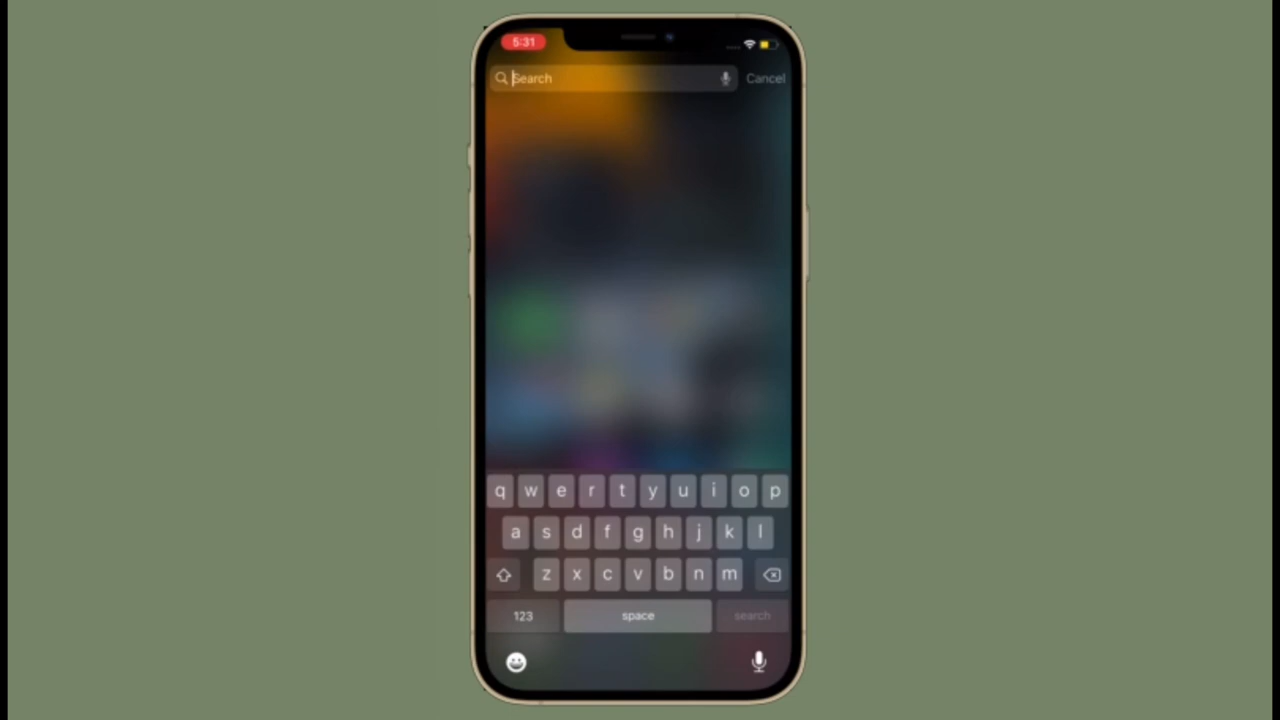 5:31
Search Cancel
q w e r t y u i o p
a s d f g h j k l
z x c v b n m
123 space search